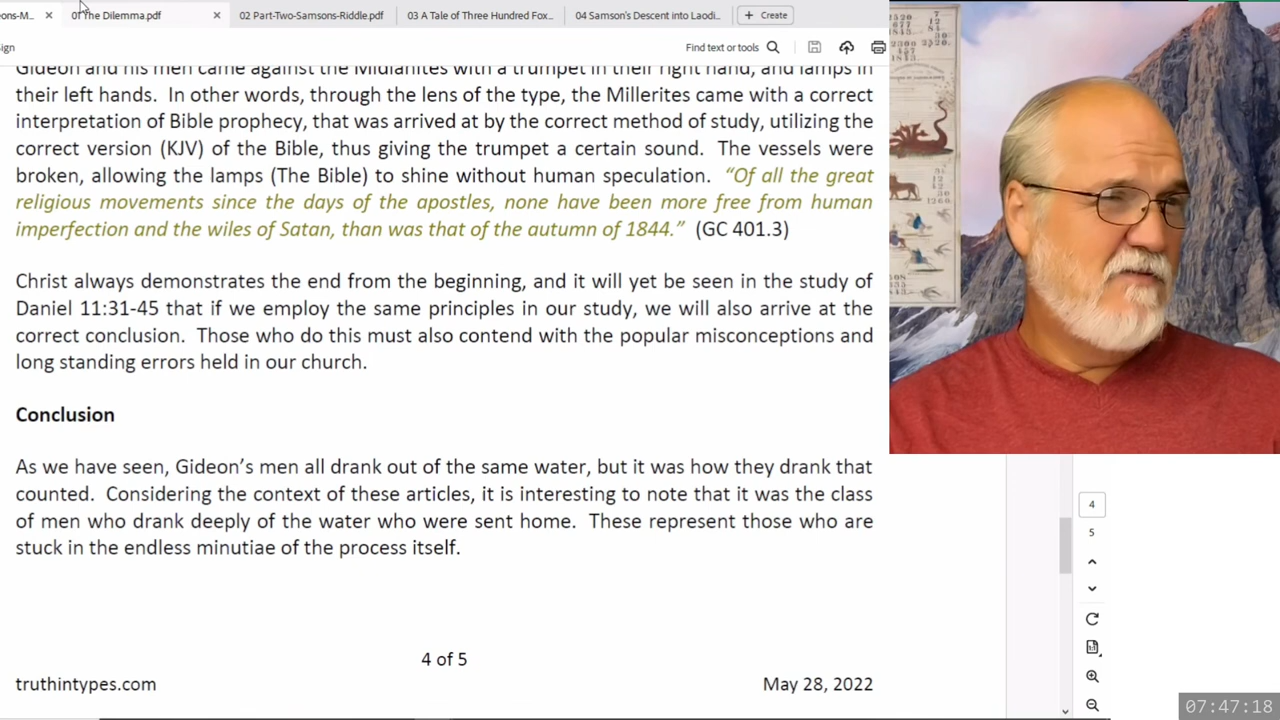 eons-M...
01 The Dilemma.pdf
02 Part-Two-Samsons-Riddle.pdf
03 A Tale of Three Hundred Fox...
04 Samson's Descent into Laodi...
+ Create
ign
Find text or tools
Gideon and his men came against the Midianites with a trumpet in their right hand, and lamps in
their left hands. In other words, through the lens of the type, the Millerites came with a correct
interpretation of Bible prophecy, that was arrived at by the correct method of study, utilizing the
correct version (KJV) of the Bible, thus giving the trumpet a certain sound. The vessels were
broken, allowing the lamps (The Bible) to shine without human speculation. “Of all the great
religious movements since the days of the apostles, none have been more free from human
imperfection and the wiles of Satan, than was that of the autumn of 1844.” (GC 401.3)
Christ always demonstrates the end from the beginning, and it will yet be seen in the study of
Daniel 11:31-45 that if we employ the same principles in our study, we will also arrive at the
correct conclusion. Those who do this must also contend with the popular misconceptions and
long standing errors held in our church.
Conclusion
As we have seen, Gideon’s men all drank out of the same water, but it was how they drank that
counted. Considering the context of these articles, it is interesting to note that it was the class
of men who drank deeply of the water who were sent home. These represent those who are
stuck in the endless minutiae of the process itself.
4 of 5
truthintypes.com
May 28, 2022
4
5
07:47:18